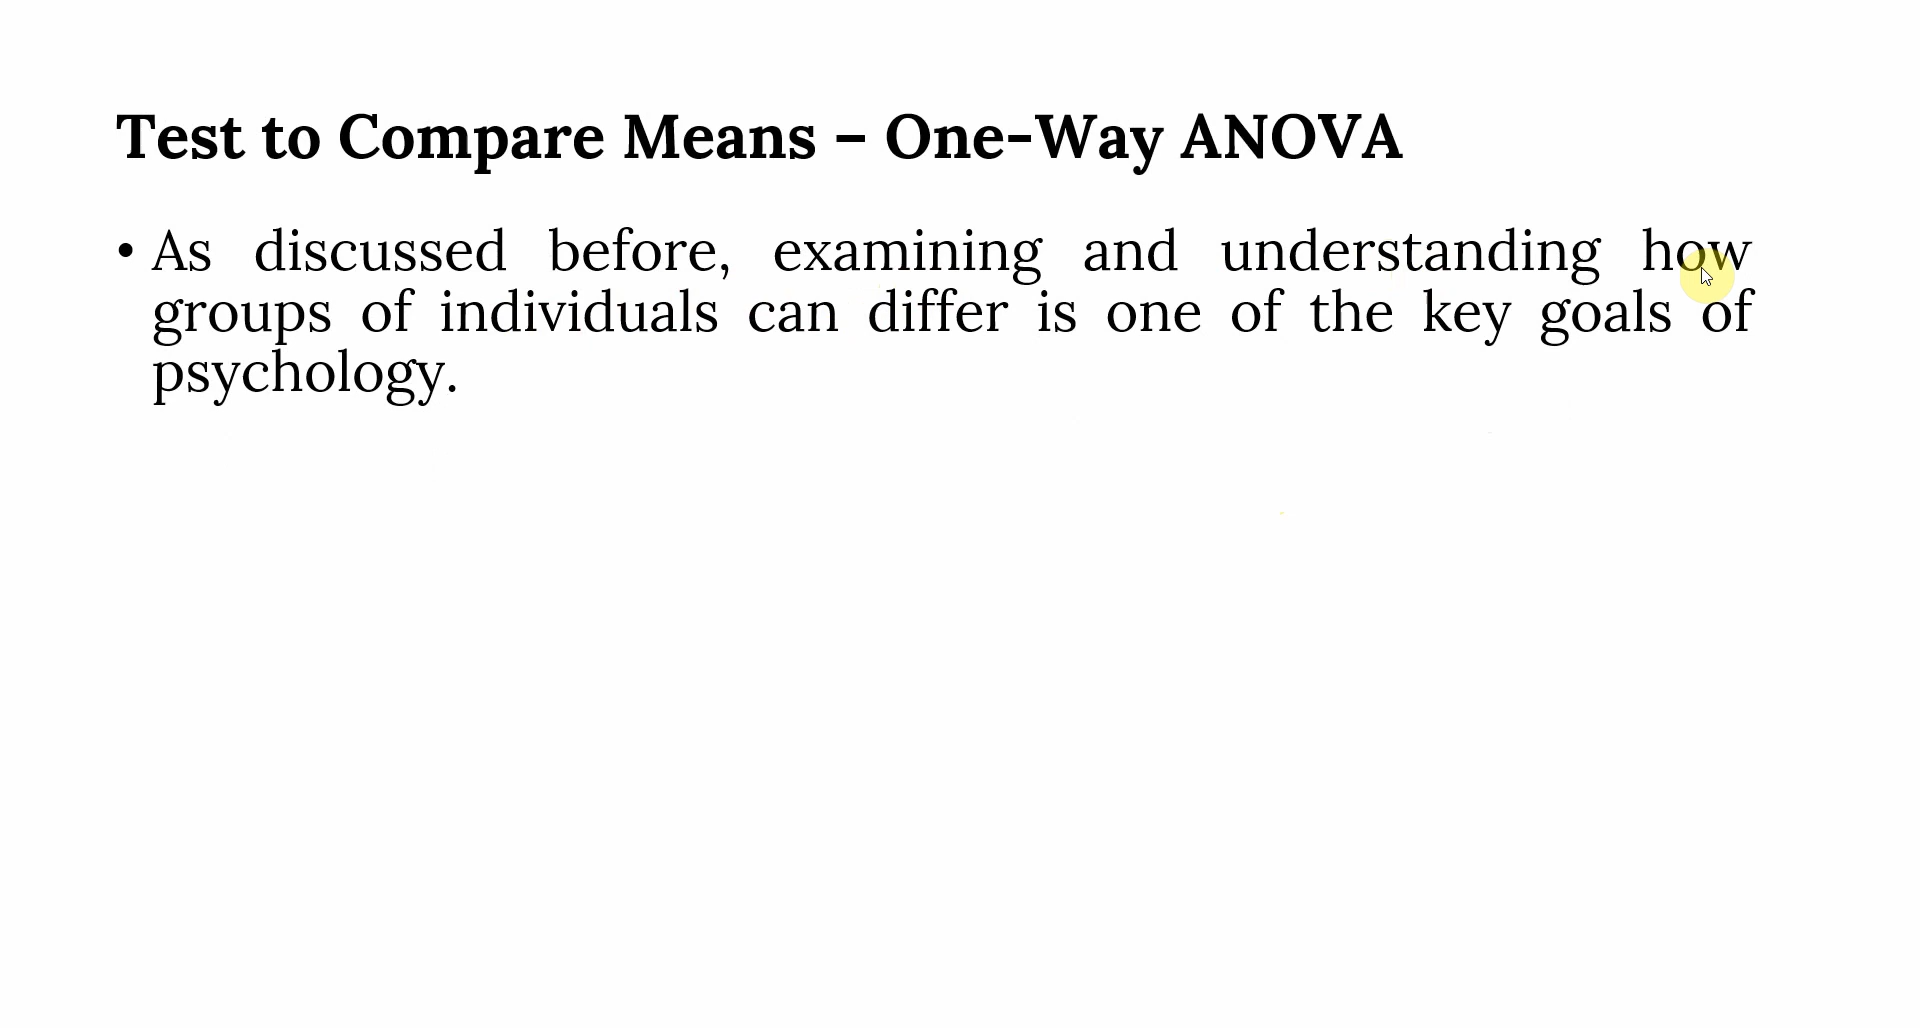 Test to Compare Means – One-Way ANOVA
• As discussed before, examining and understanding how
groups of individuals can differ is one of the key goals of
psychology.